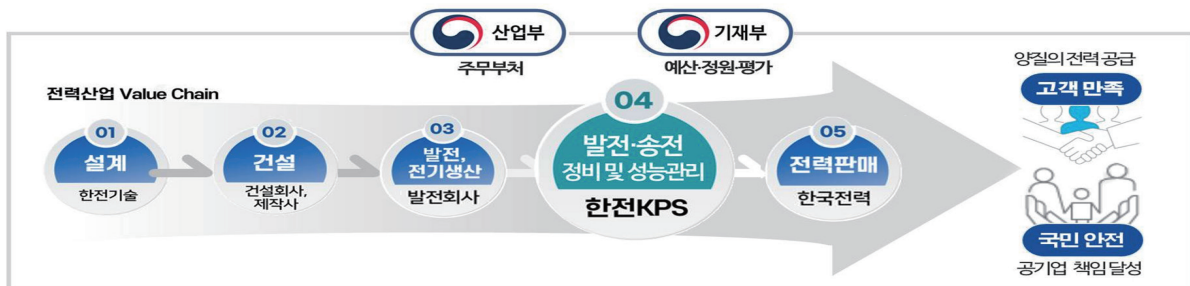 산업부
주무부처
기재부
예산·정원·평가
전력산업 Value Chain
01
설계
한전기술
02
건설
건설회사,
제작사
03
발전,
전기생산
발전회사
04
발전·송전
정비 및 성능관리
한전KPS
05
전력판매
한국전력
양질의 전력 공급
고객 만족
국민 안전
공기업 책임 달성